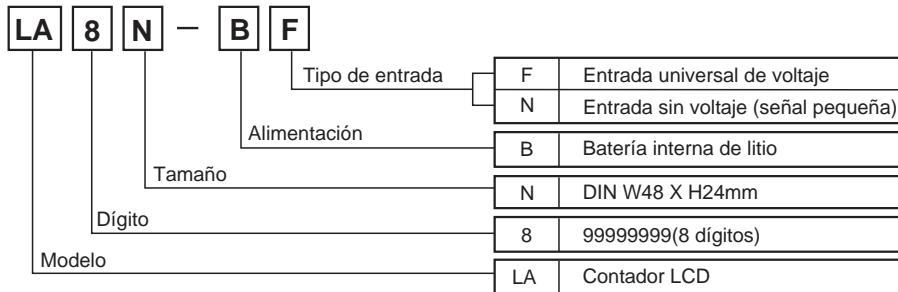 LA 8 N - B F
Tipo de entrada
F Entrada universal de voltaje
N Entrada sin voltaje (señal pequeña)
Alimentación
B Batería interna de litio
Tamaño
N DIN W48 X H24mm
Dígito
8 99999999(8 dígitos)
Modelo
LA Contador LCD